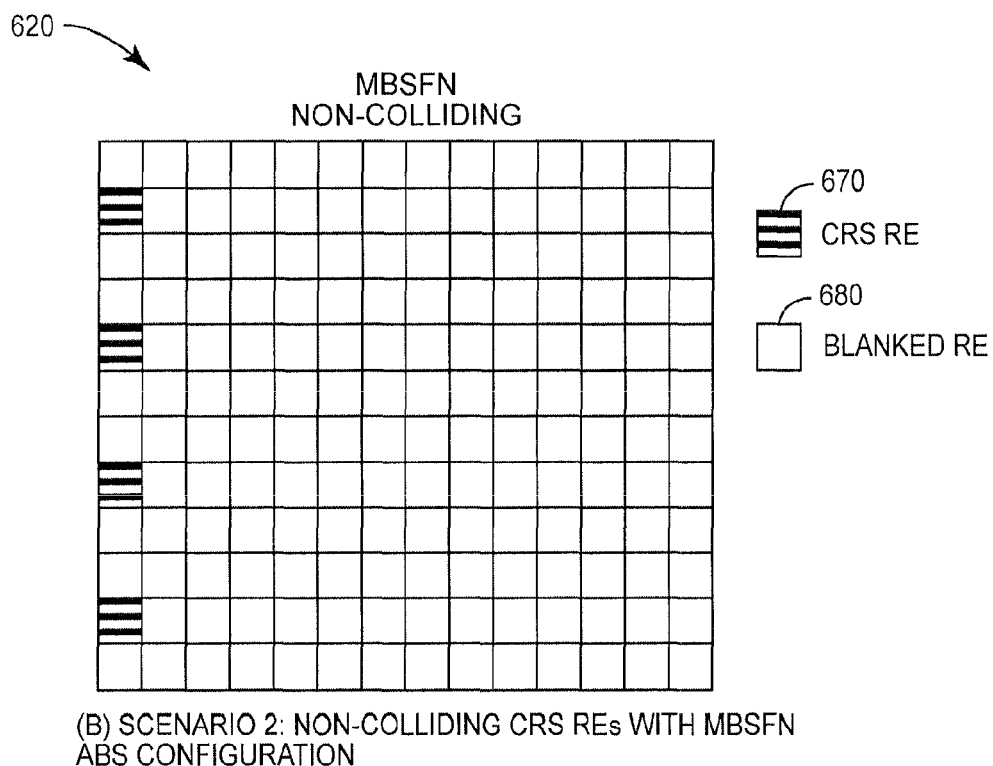 620
MBSFN
NON-COLLIDING
670
CRS RE
680
BLANKED RE
(B) SCENARIO 2: NON-COLLIDING CRS REs WITH MBSFN
ABS CONFIGURATION